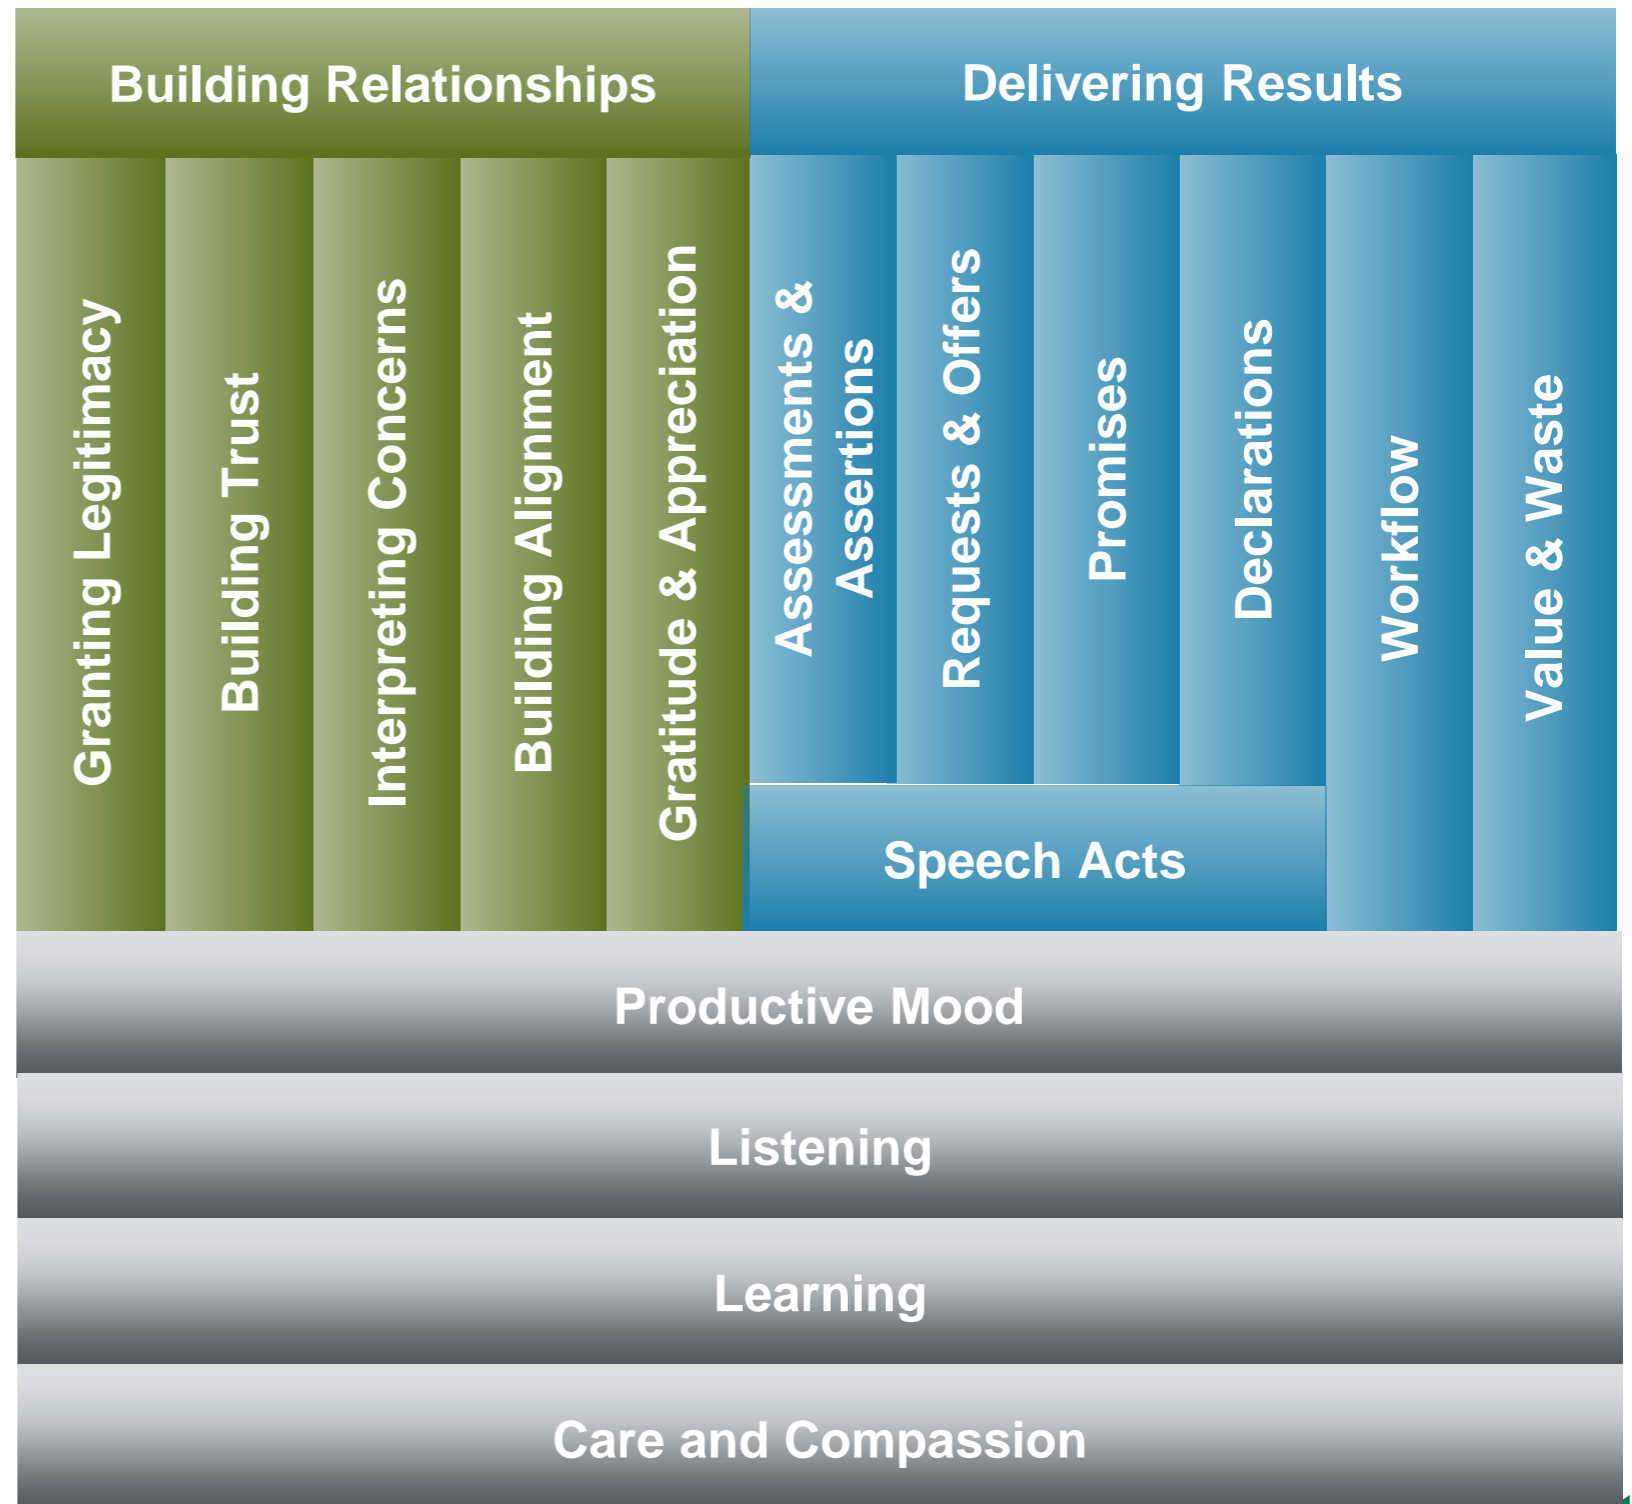 Building Relationships
Delivering Results
Granting Legitimacy
Building Trust
Interpreting Concerns
Building Alignment
Gratitude & Appreciation
Assessments &
Assertions
Requests & Offers
Promises
Declarations
Workflow
Value & Waste
Speech Acts
Productive Mood
Listening
Learning
Care and Compassion